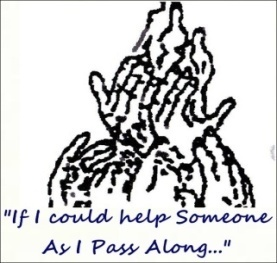 "If I could help Someone
As I Pass Along..."